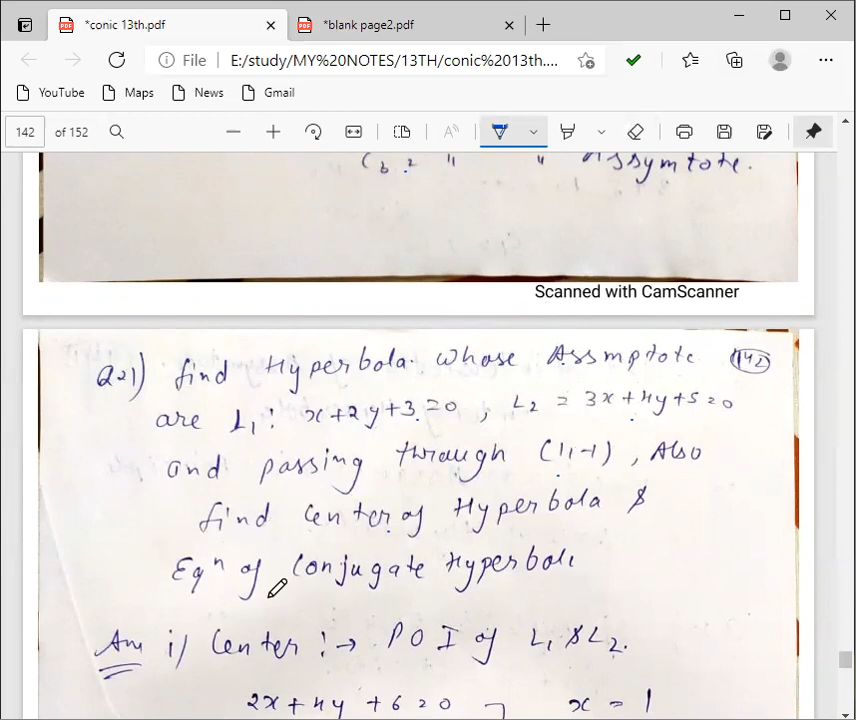 *conic 13th.pdf
*blank page2.pdf
File E:/study/MY%20NOTES/13TH/conic%2013th....
YouTube Maps News Gmail
142 of 152
Assymtote.
Scanned with CamScanner
Q21) find Hyperbola whose Assmptote 142
are L₁: x+2y+3=0, L₂ = 3x+4y+5=0
and passing through (1,-1), Also
find Center of Hyperbola &
Eqⁿ of Conjugate Hyperbola
Ans i) Center :→ P O I of L₁ & L₂.
2x+4y+6=0 x = 1